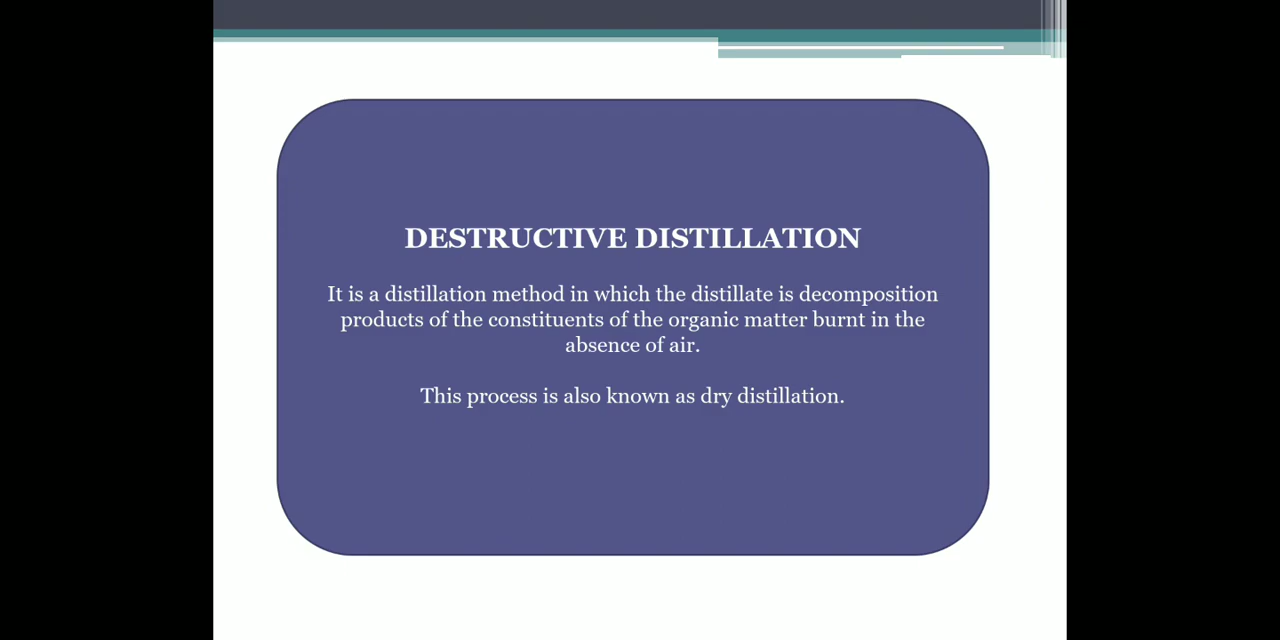 DESTRUCTIVE DISTILLATION
It is a distillation method in which the distillate is decomposition
products of the constituents of the organic matter burnt in the
absence of air.
This process is also known as dry distillation.